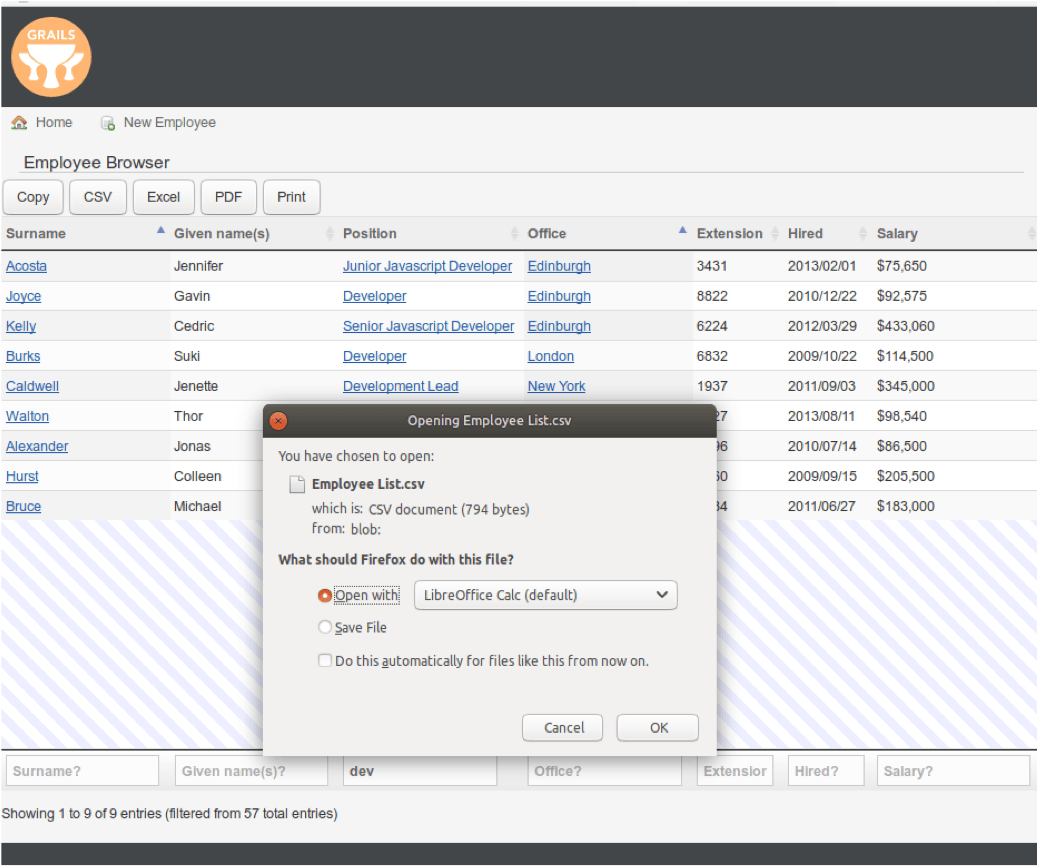 GRAILS
Home New Employee
Employee Browser
Copy CSV Excel PDF Print
Surname Given name(s) Position Office Extension Hired Salary
Acosta Jennifer Junior Javascript Developer Edinburgh 3431 2013/02/01 $75,650
Joyce Gavin Developer Edinburgh 8822 2010/12/22 $92,575
Kelly Cedric Senior Javascript Developer Edinburgh 6224 2012/03/29 $433,060
Burks Suki Developer London 6832 2009/10/22 $114,500
Caldwell Jenette Development Lead New York 1937 2011/09/03 $345,000
Walton Thor 2013/08/11 $98,540
Alexander Jonas 2010/07/14 $86,500
Hurst Colleen 2009/09/15 $205,500
Bruce Michael 2011/06/27 $183,000
Opening Employee List.csv
You have chosen to open:
Employee List.csv
which is: CSV document (794 bytes)
from: blob:
What should Firefox do with this file?
Open with LibreOffice Calc (default)
Save File
Do this automatically for files like this from now on.
Cancel OK
Surname? Given name(s)? dev Office? Extension Hired? Salary?
Showing 1 to 9 of 9 entries (filtered from 57 total entries)